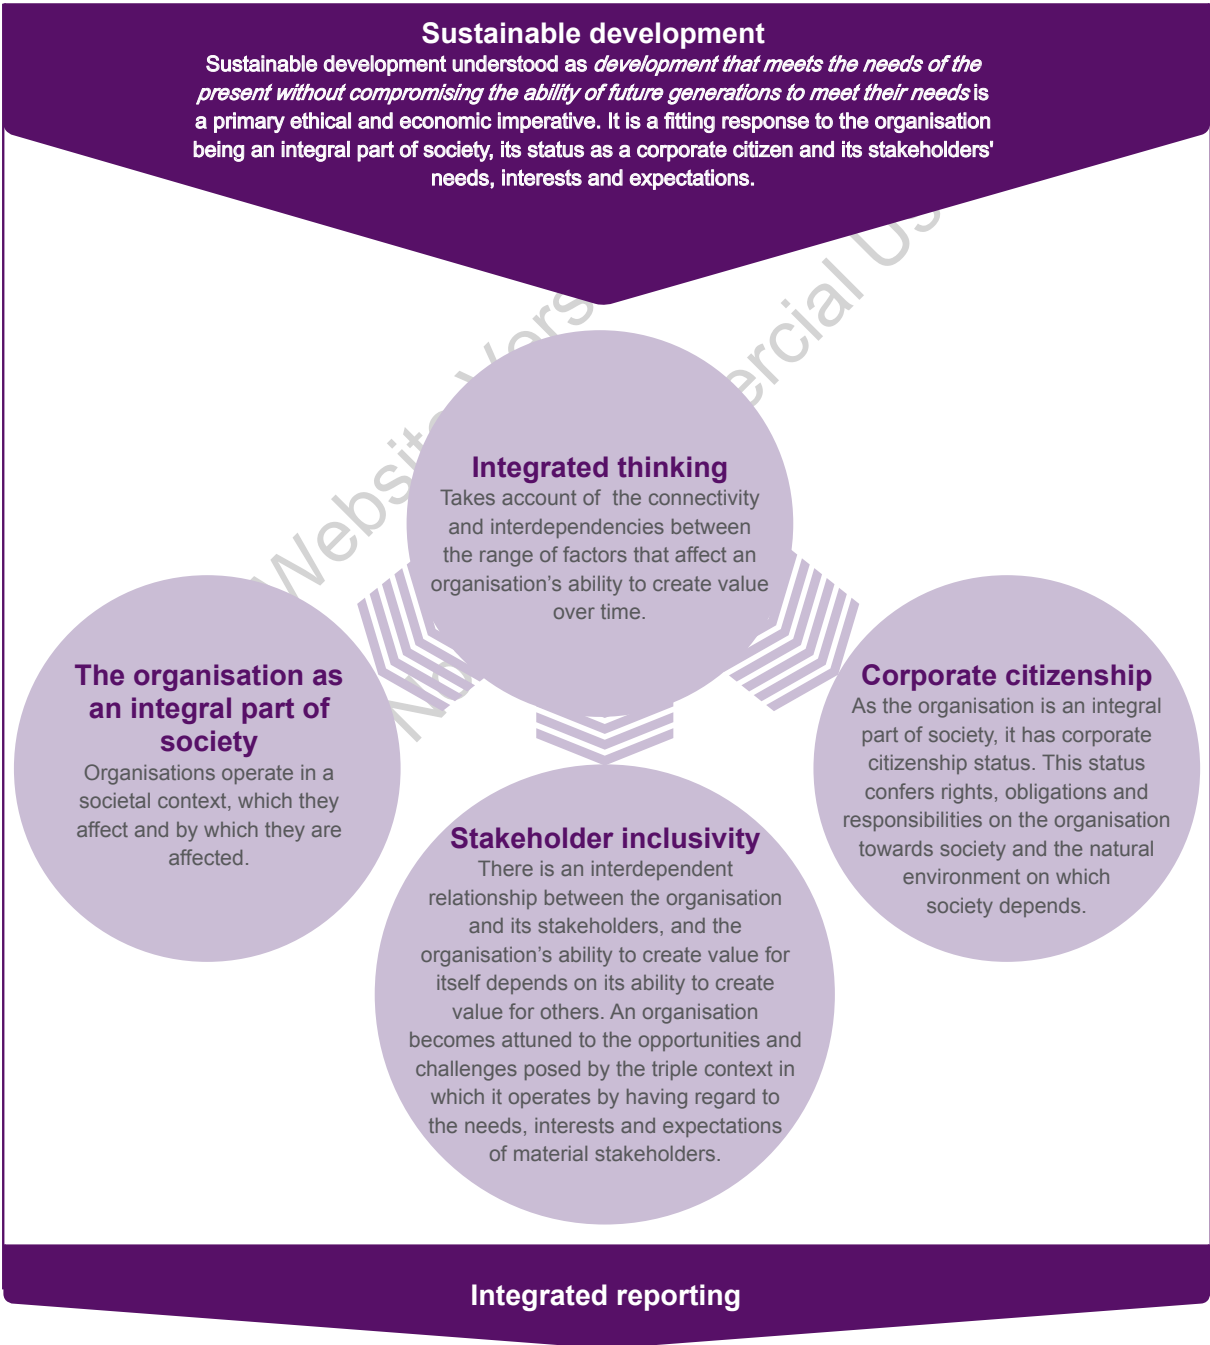 Sustainable development
Sustainable development understood as development that meets the needs of the
present without compromising the ability of future generations to meet their needs is
a primary ethical and economic imperative. It is a fitting response to the organisation
being an integral part of society, its status as a corporate citizen and its stakeholders'
needs, interests and expectations.
Integrated thinking
Takes account of the connectivity
and interdependencies between
the range of factors that affect an
organisation’s ability to create value
over time.
The organisation as
an integral part of
society
Organisations operate in a
societal context, which they
affect and by which they are
affected.
Corporate citizenship
As the organisation is an integral
part of society, it has corporate
citizenship status. This status
confers rights, obligations and
responsibilities on the organisation
towards society and the natural
environment on which
society depends.
Stakeholder inclusivity
There is an interdependent
relationship between the organisation
and its stakeholders, and the
organisation’s ability to create value for
itself depends on its ability to create
value for others. An organisation
becomes attuned to the opportunities and
challenges posed by the triple context in
which it operates by having regard to
the needs, interests and expectations
of material stakeholders.
Integrated reporting